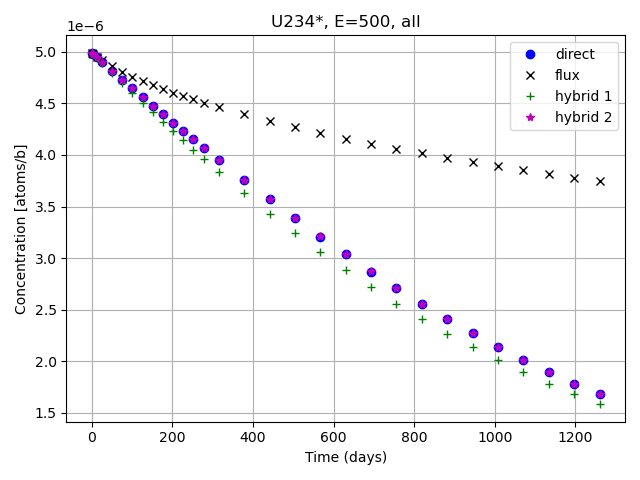 U234*, E=500, all
1e−6
5.0
4.5
4.0
3.5
3.0
2.5
2.0
1.5
Concentration [atoms/b]
direct
flux
hybrid 1
hybrid 2
0
200
400
600
800
1000
1200
Time (days)